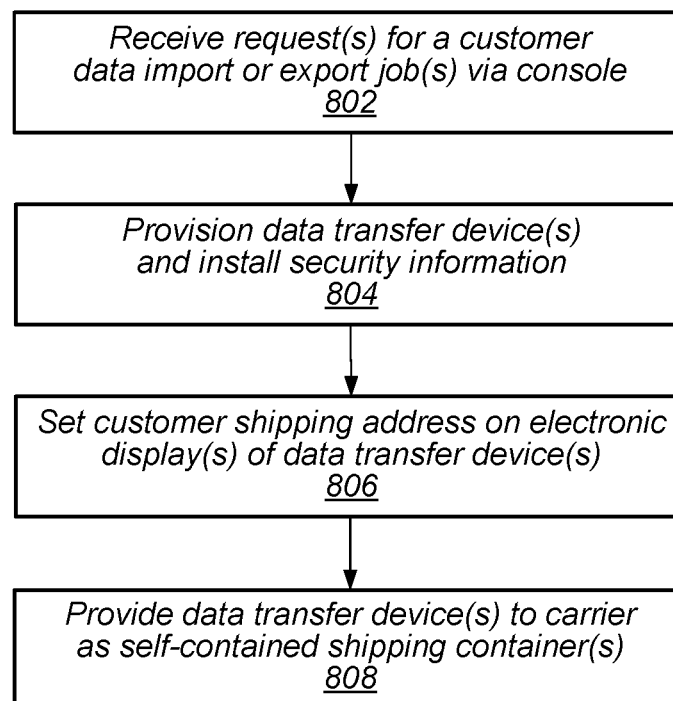 Receive request(s) for a customer
data import or export job(s) via console
802
Provision data transfer device(s)
and install security information
804
Set customer shipping address on electronic
display(s) of data transfer device(s)
806
Provide data transfer device(s) to carrier
as self-contained shipping container(s)
808